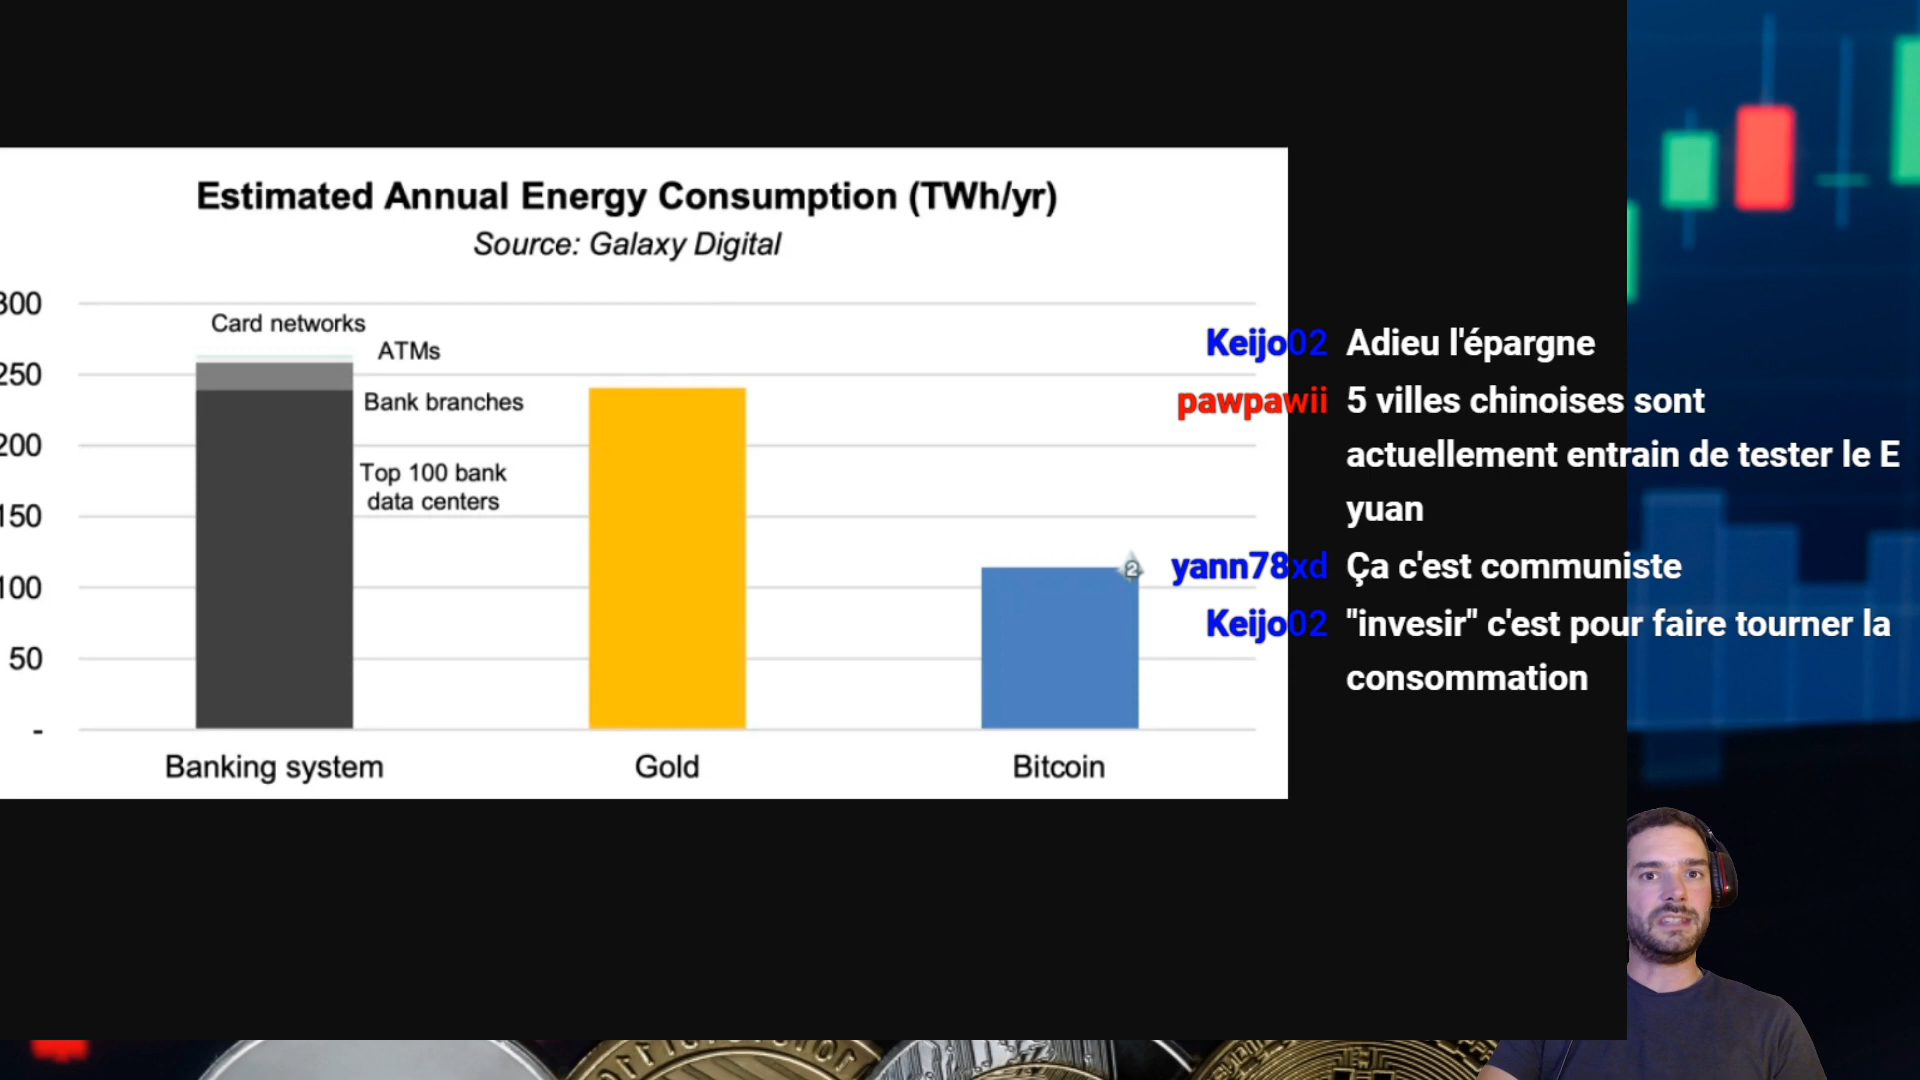 Estimated Annual Energy Consumption (TWh/yr)
Source: Galaxy Digital
300
250
200
150
100
50
-
Card networks
ATMs
Bank branches
Top 100 bank
data centers
Banking system
Gold
Bitcoin
2
Keijo02 Adieu l'épargne
pawpawii 5 villes chinoises sont
actuellement entrain de tester le E
yuan
yann78xd Ça c'est communiste
Keijo02 "invesir" c'est pour faire tourner la
consommation